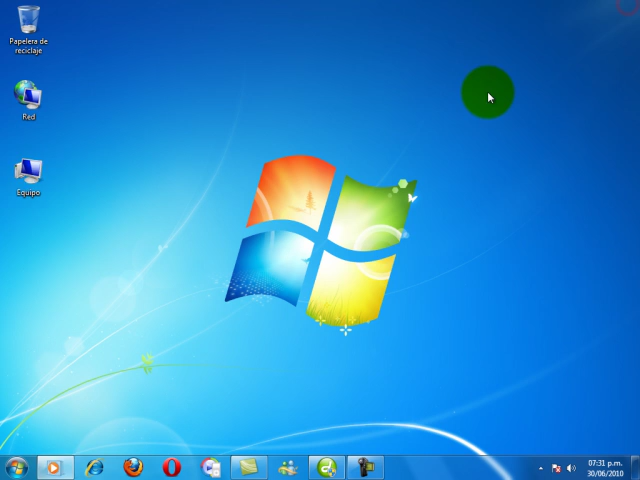 Papelera de
reciclaje
Red
Equipo
07:31 p.m.
30/06/2010